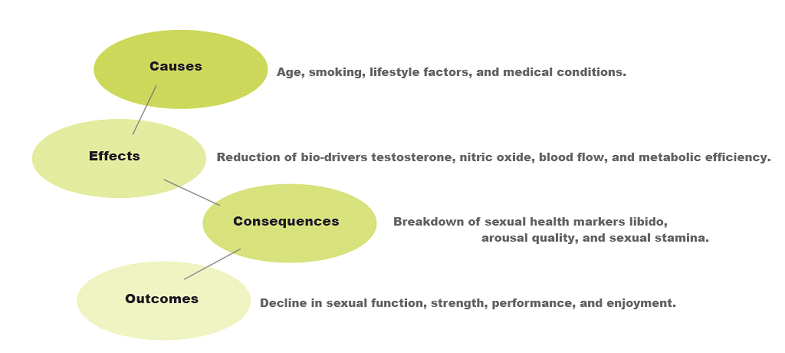 Causes
Age, smoking, lifestyle factors, and medical conditions.
Effects
Reduction of bio-drivers testosterone, nitric oxide, blood flow, and metabolic efficiency.
Consequences
Breakdown of sexual health markers libido,
arousal quality, and sexual stamina.
Outcomes
Decline in sexual function, strength, performance, and enjoyment.